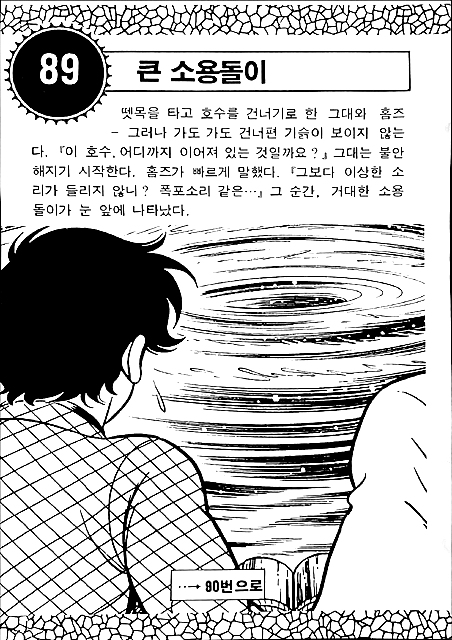 89
큰 소용돌이
뗏목을 타고 호수를 건너기로 한 그대와 홈즈
– 그러나 가도 가도 건너편 기슭이 보이지 않는
다. 『이 호수, 어디까지 이어져 있는 것일까요?』 그대는 불안
해지기 시작한다. 홈즈가 빠르게 말했다. 『그보다 이상한 소
리가 들리지 않니? 폭포소리 같은…』 그 순간, 거대한 소용
돌이가 눈 앞에 나타났다.
…→ 90번으로